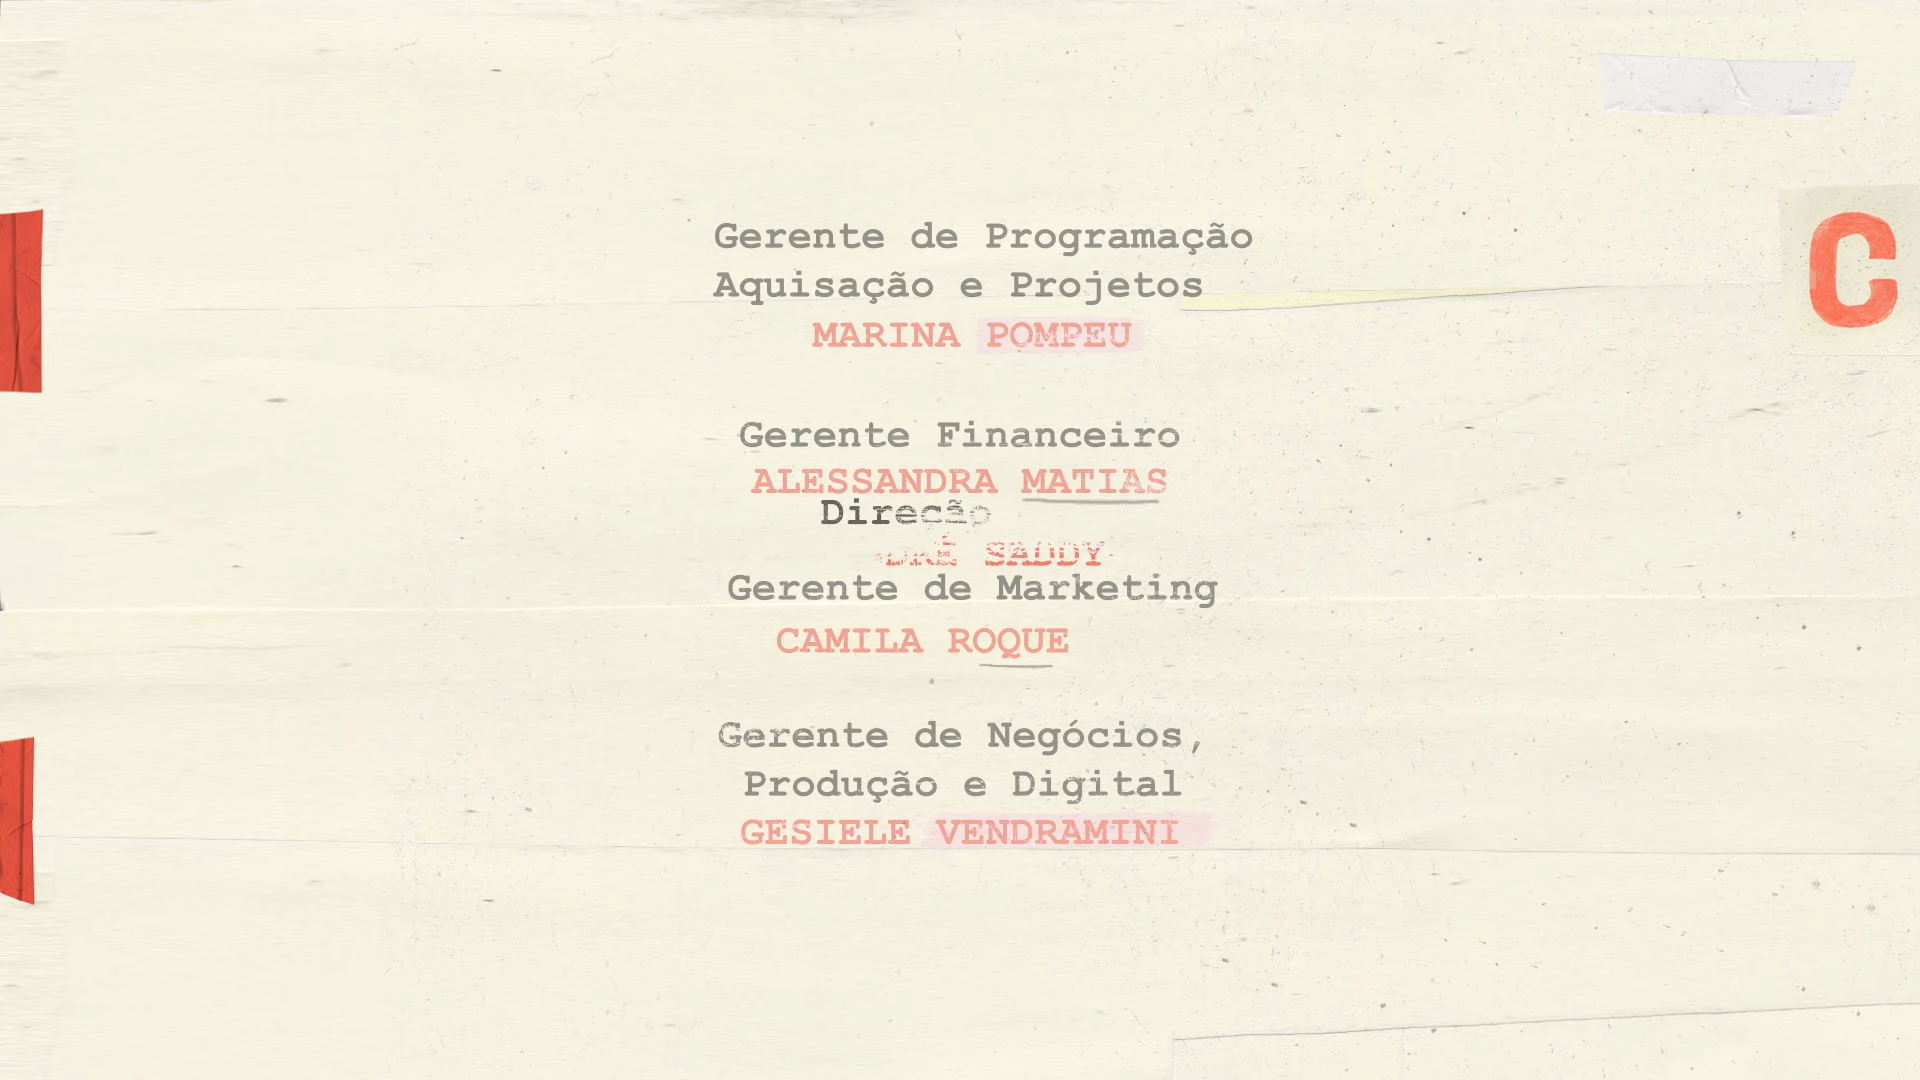 C
Gerente de Programação
Aquisação e Projetos
MARINA POMPEU
Gerente Financeiro
ALESSANDRA MATIAS
SADDY
Gerente de Marketing
CAMILA ROQUE
Gerente de Negócios,
Produção e Digital
GESIELE VENDRAMINI